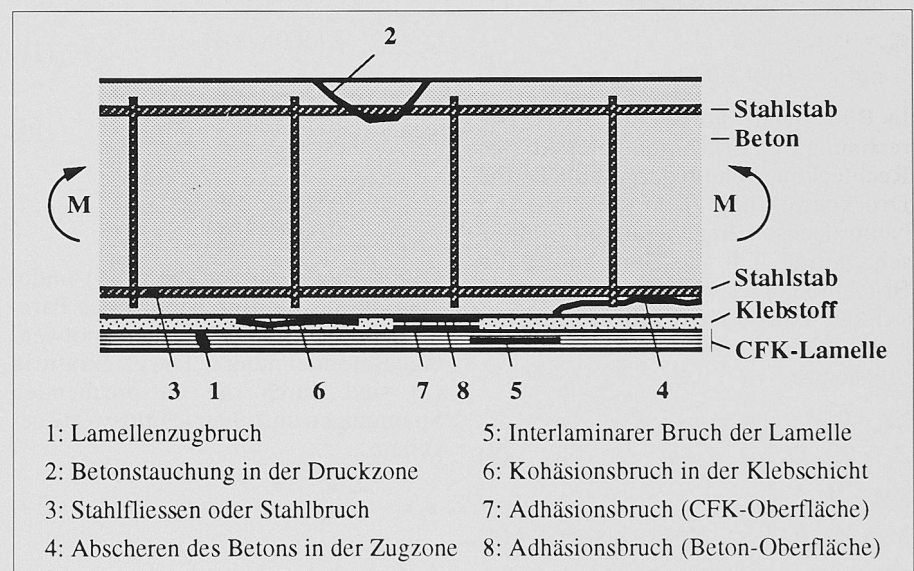 2
Stahlstab
Beton
M
M
Stahlstab
Klebstoff
CFK-Lamelle
3 1 6 7 8 5 4
1: Lamellenzugbruch
2: Betonstauchung in der Druckzone
3: Stahlfliessen oder Stahlbruch
4: Abscheren des Betons in der Zugzone
5: Interlaminarer Bruch der Lamelle
6: Kohäsionsbruch in der Klebschicht
7: Adhäsionsbruch (CFK-Oberfläche)
8: Adhäsionsbruch (Beton-Oberfläche)